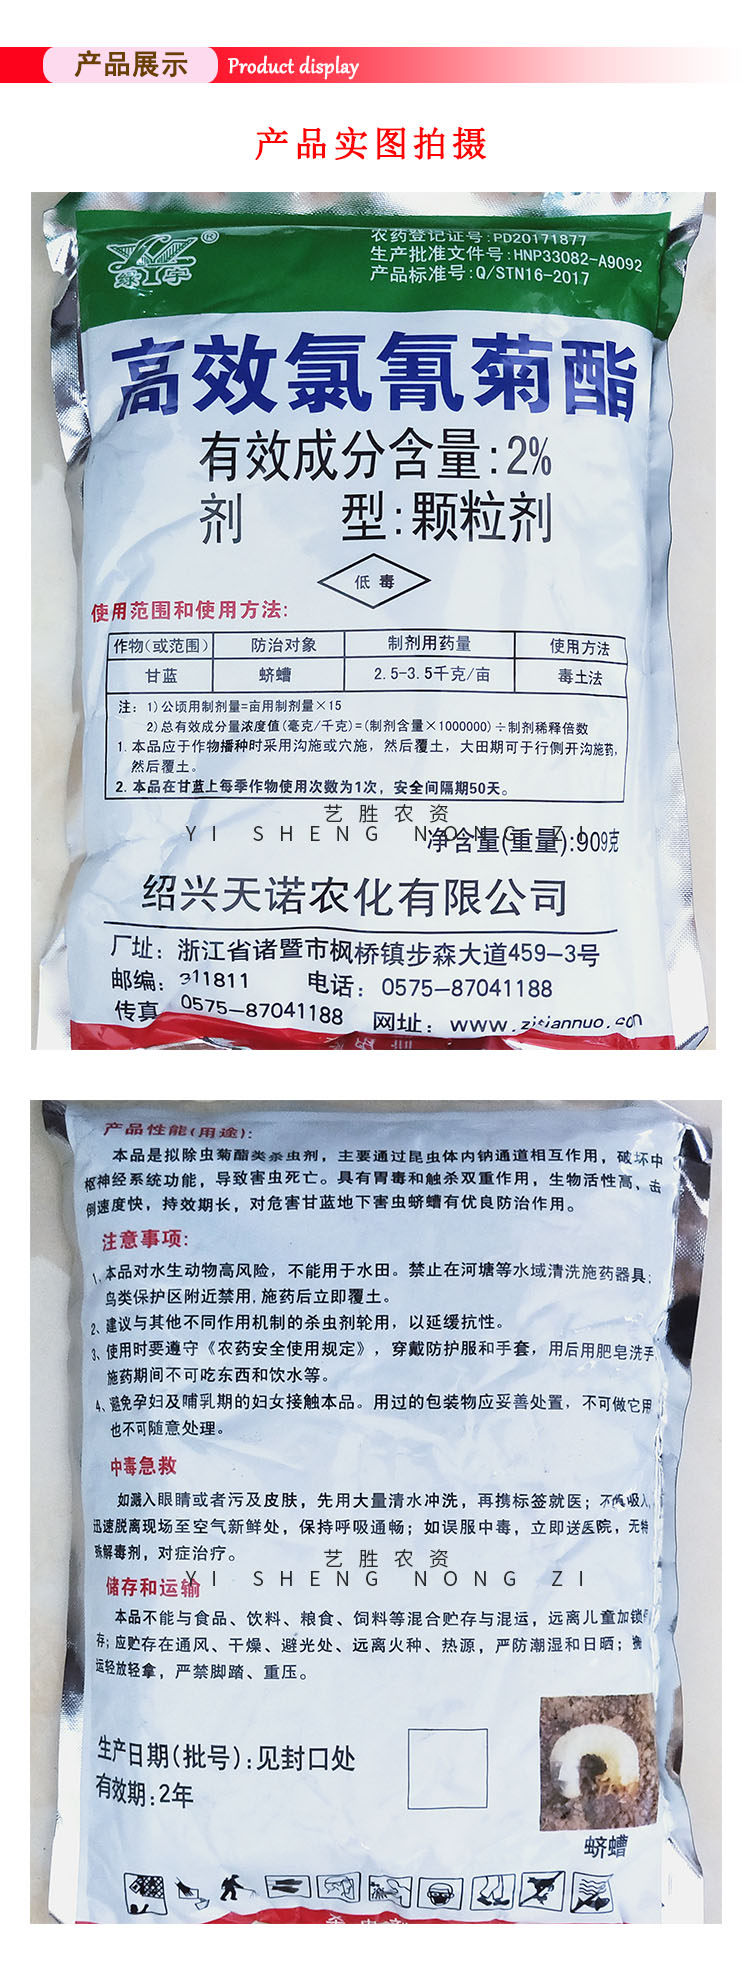 产品展示 Product display
产品实图拍摄
绿宇®
农药登记证号:PD20171877
生产批准文件号:HNP33082-A9092
产品标准号:Q/STN16-2017
高效氯氰菊酯
有效成分含量:2%
剂 型:颗粒剂
低毒
使用范围和使用方法:
作物(或范围) 防治对象 制剂用药量 使用方法
甘蓝 蛴螬 2.5-3.5千克/亩 毒土法
注: 1)公顷用制剂量=亩用制剂量×15
2)总有效成分量浓度值(毫克/千克)=(制剂含量×1000000)÷制剂稀释倍数
1.本品应于作物播种时采用沟施或穴施，然后覆土，大田期可于行侧开沟施药,
然后覆土。
2.本品在甘蓝上每季作物使用次数为1次，安全间隔期50天。
艺胜农资
YI SHENG NONG ZI
净含量(重量):909克
绍兴天诺农化有限公司
厂址: 浙江省诸暨市枫桥镇步森大道459-3号
邮编: 311811 电话: 0575-87041188
传真 0575-87041188 网址: www.zjtiannuo.com
产品性能(用途):
本品是拟除虫菊酯类杀虫剂，主要通过昆虫体内钠通道相互作用，破坏中
枢神经系统功能，导致害虫死亡。具有胃毒和触杀双重作用，生物活性高、击
倒速度快，持效期长，对危害甘蓝地下害虫蛴螬有优良防治作用。
注意事项:
1、本品对水生动物高风险，不能用于水田。禁止在河塘等水域清洗施药器具;
鸟类保护区附近禁用,施药后立即覆土。
2、建议与其他不同作用机制的杀虫剂轮用，以延缓抗性。
3、使用时要遵守《农药安全使用规定》，穿戴防护服和手套，用后用肥皂洗手
施药期间不可吃东西和饮水等。
4、避免孕妇及哺乳期的妇女接触本品。用过的包装物应妥善处置，不可做它用
也不可随意处理。
中毒急救
如溅入眼睛或者污及皮肤，先用大量清水冲洗，再携标签就医; 不慎吸入,
迅速脱离现场至空气新鲜处，保持呼吸通畅; 如误服中毒，立即送医院，无特
殊解毒剂，对症治疗。
艺胜农资
YI SHENG NONG ZI
储存和运输
本品不能与食品、饮料、粮食、饲料等混合贮存与混运，远离儿童加锁
存; 应贮存在通风、干燥、避光处、远离火种、热源，严防潮湿和日晒;
运轻放轻拿，严禁脚踏、重压。
生产日期(批号):见封口处
有效期:2年
蛴螬